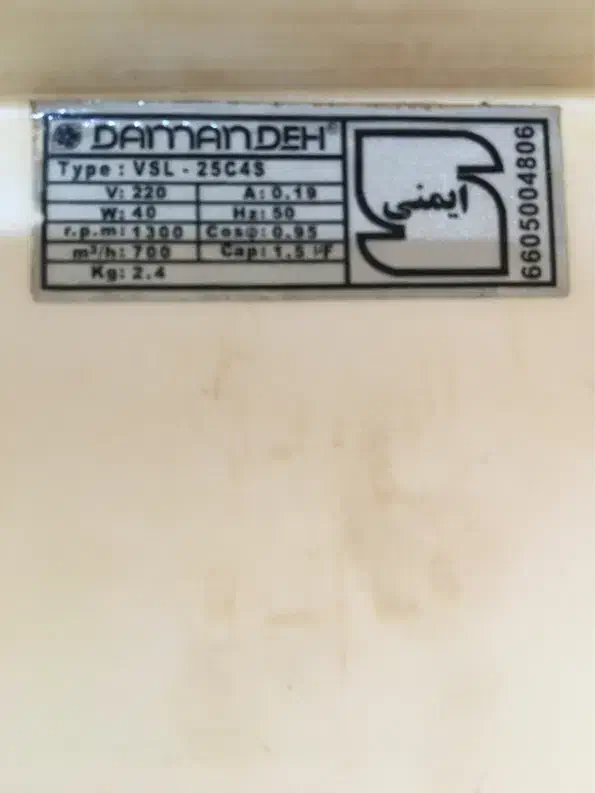 DAMANDEH®
Type: VSL - 25C4S
V: 220 A: 0.19
W: 40 Hz: 50
r.p.m: 1300 Cosφ: 0.95
m³/h: 700 Cap: 1.5 µF
Kg: 2.4
ایمنی
6605004806